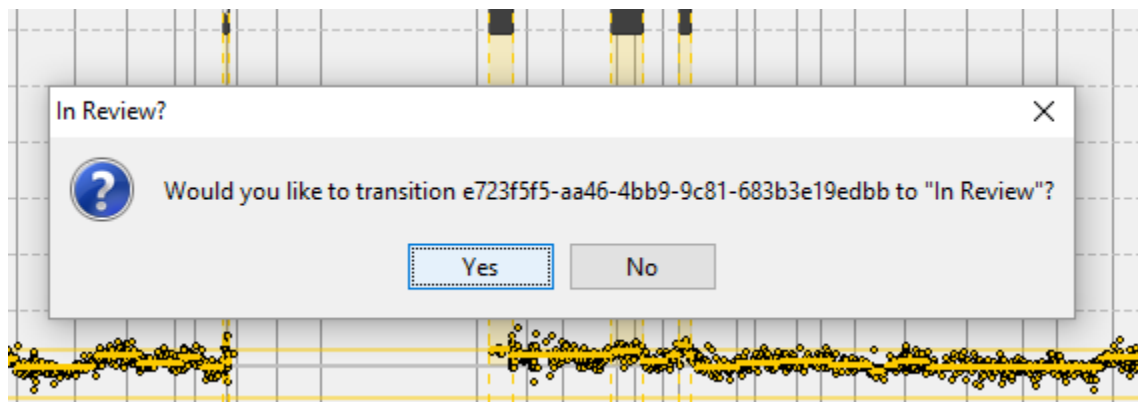 In Review?
Would you like to transition e723f5f5-aa46-4bb9-9c81-683b3e19edbb to "In Review"?
Yes
No